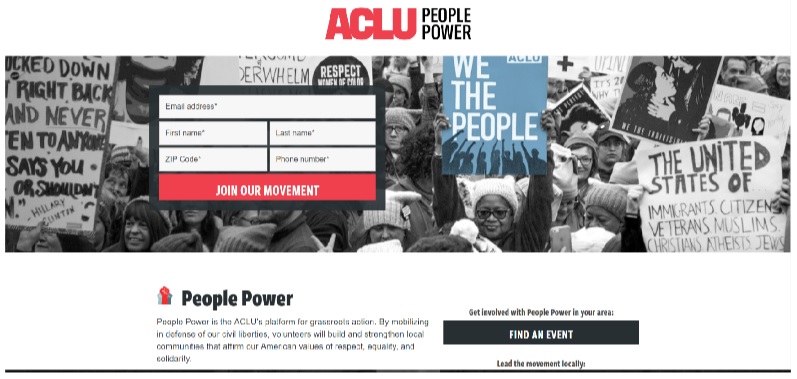 ACLU PEOPLE
POWER
CKED DOWN
RIGHT BACK
AND NEVER
EN TO ANYONE
SAYS YOU
OR SHOULDN'T
HILLARY
CLINTON
RESPECT
WOMEN OF COLOR
Email address*
First name* Last name*
ZIP Code* Phone number*
JOIN OUR MOVEMENT
ACLU
WE
THE
PEOPLE
THE UNITED
STATES OF
IMMIGRANTS CITIZENS
VETERANS MUSLIMS
CHRISTIANS ATHEISTS JEWS
People Power
People Power is the ACLU's platform for grassroots action. By mobilizing
in defense of our civil liberties, volunteers will build and strengthen local
communities that affirm our American values of respect, equality, and
solidarity.
Get involved with People Power in your area:
FIND AN EVENT
Lead the movement locally: